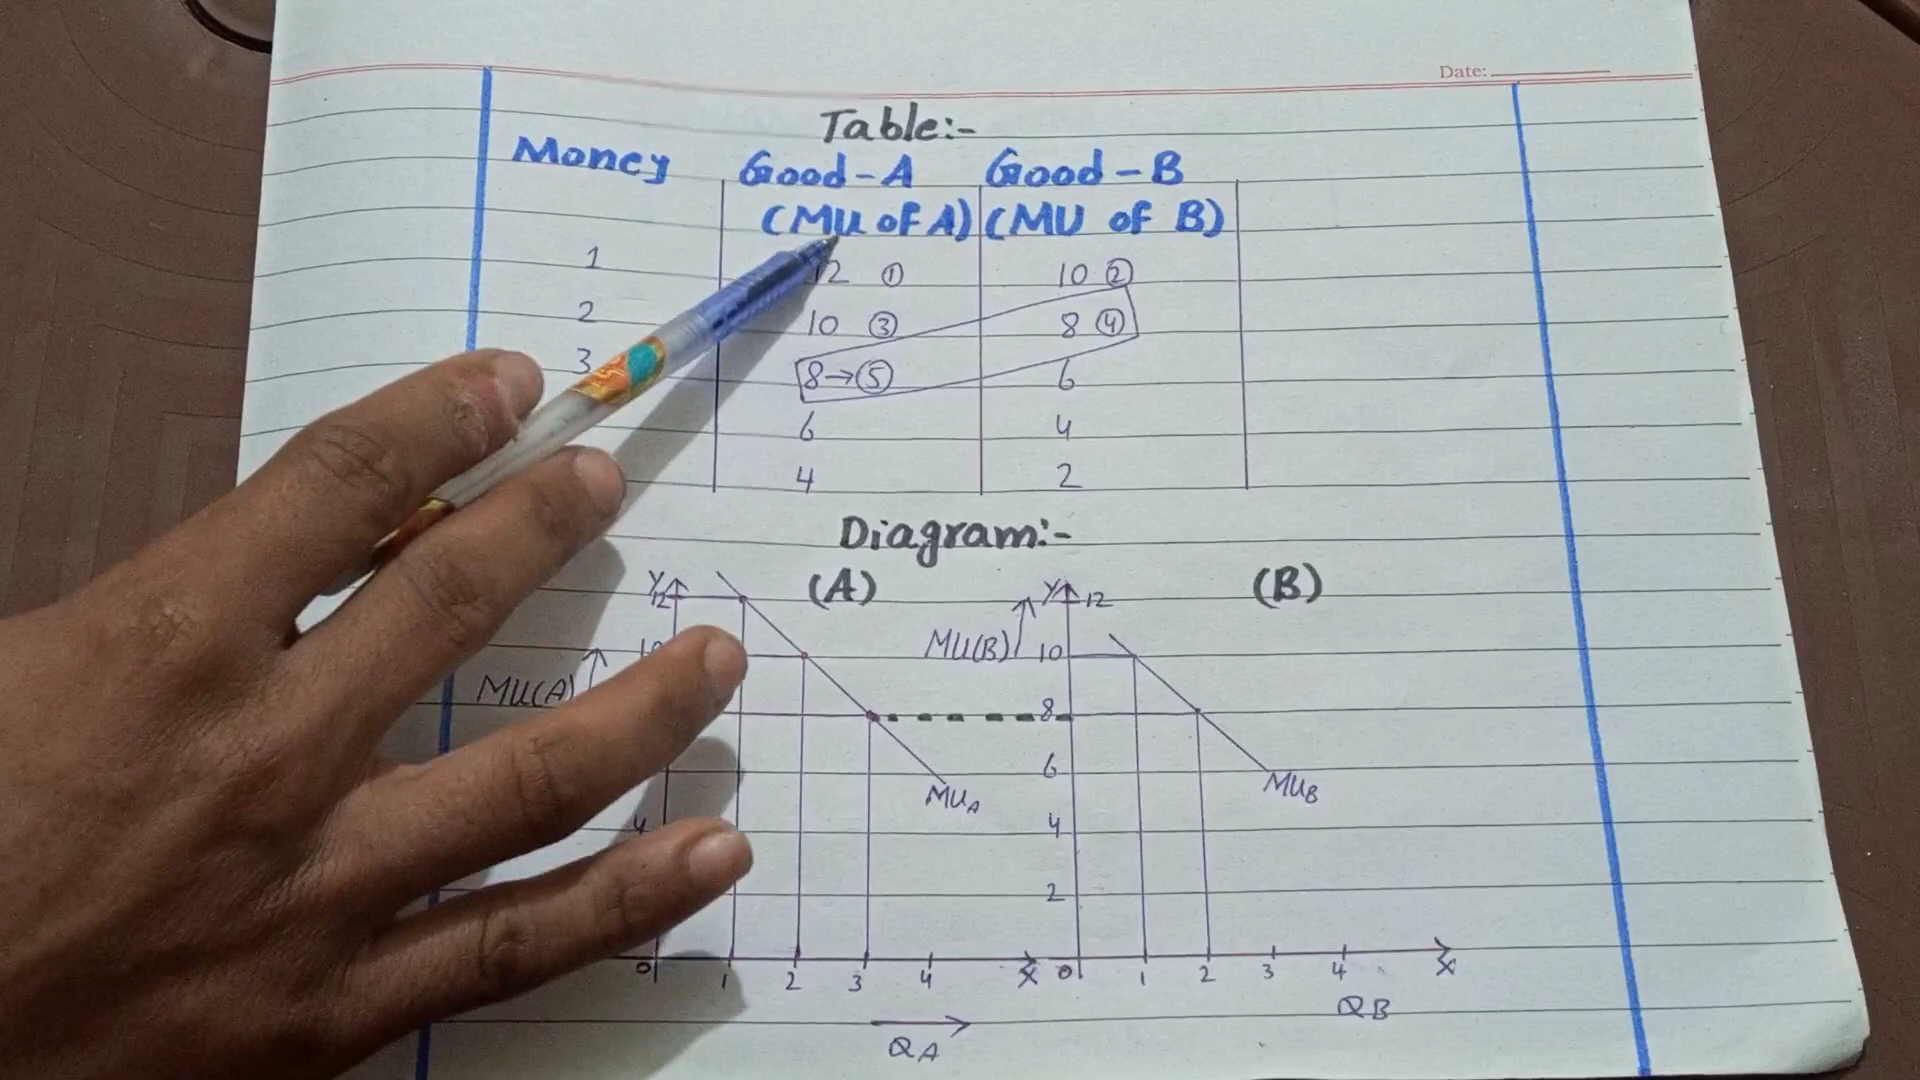 Date:
Table:-
Money Good-A Good-B
(MU of A) (MU of B)
1 12 ① 10 ②
2 10 ③ 8 ④
3 8→⑤ 6
6 4
4 2
Diagram:-
(A) (B)
Y Y
12 12
MU(B) 10
MU(A)
8
6
MUA MUB
4 4
2
0 1 2 3 4 X 0 1 2 3 4 X
QA QB